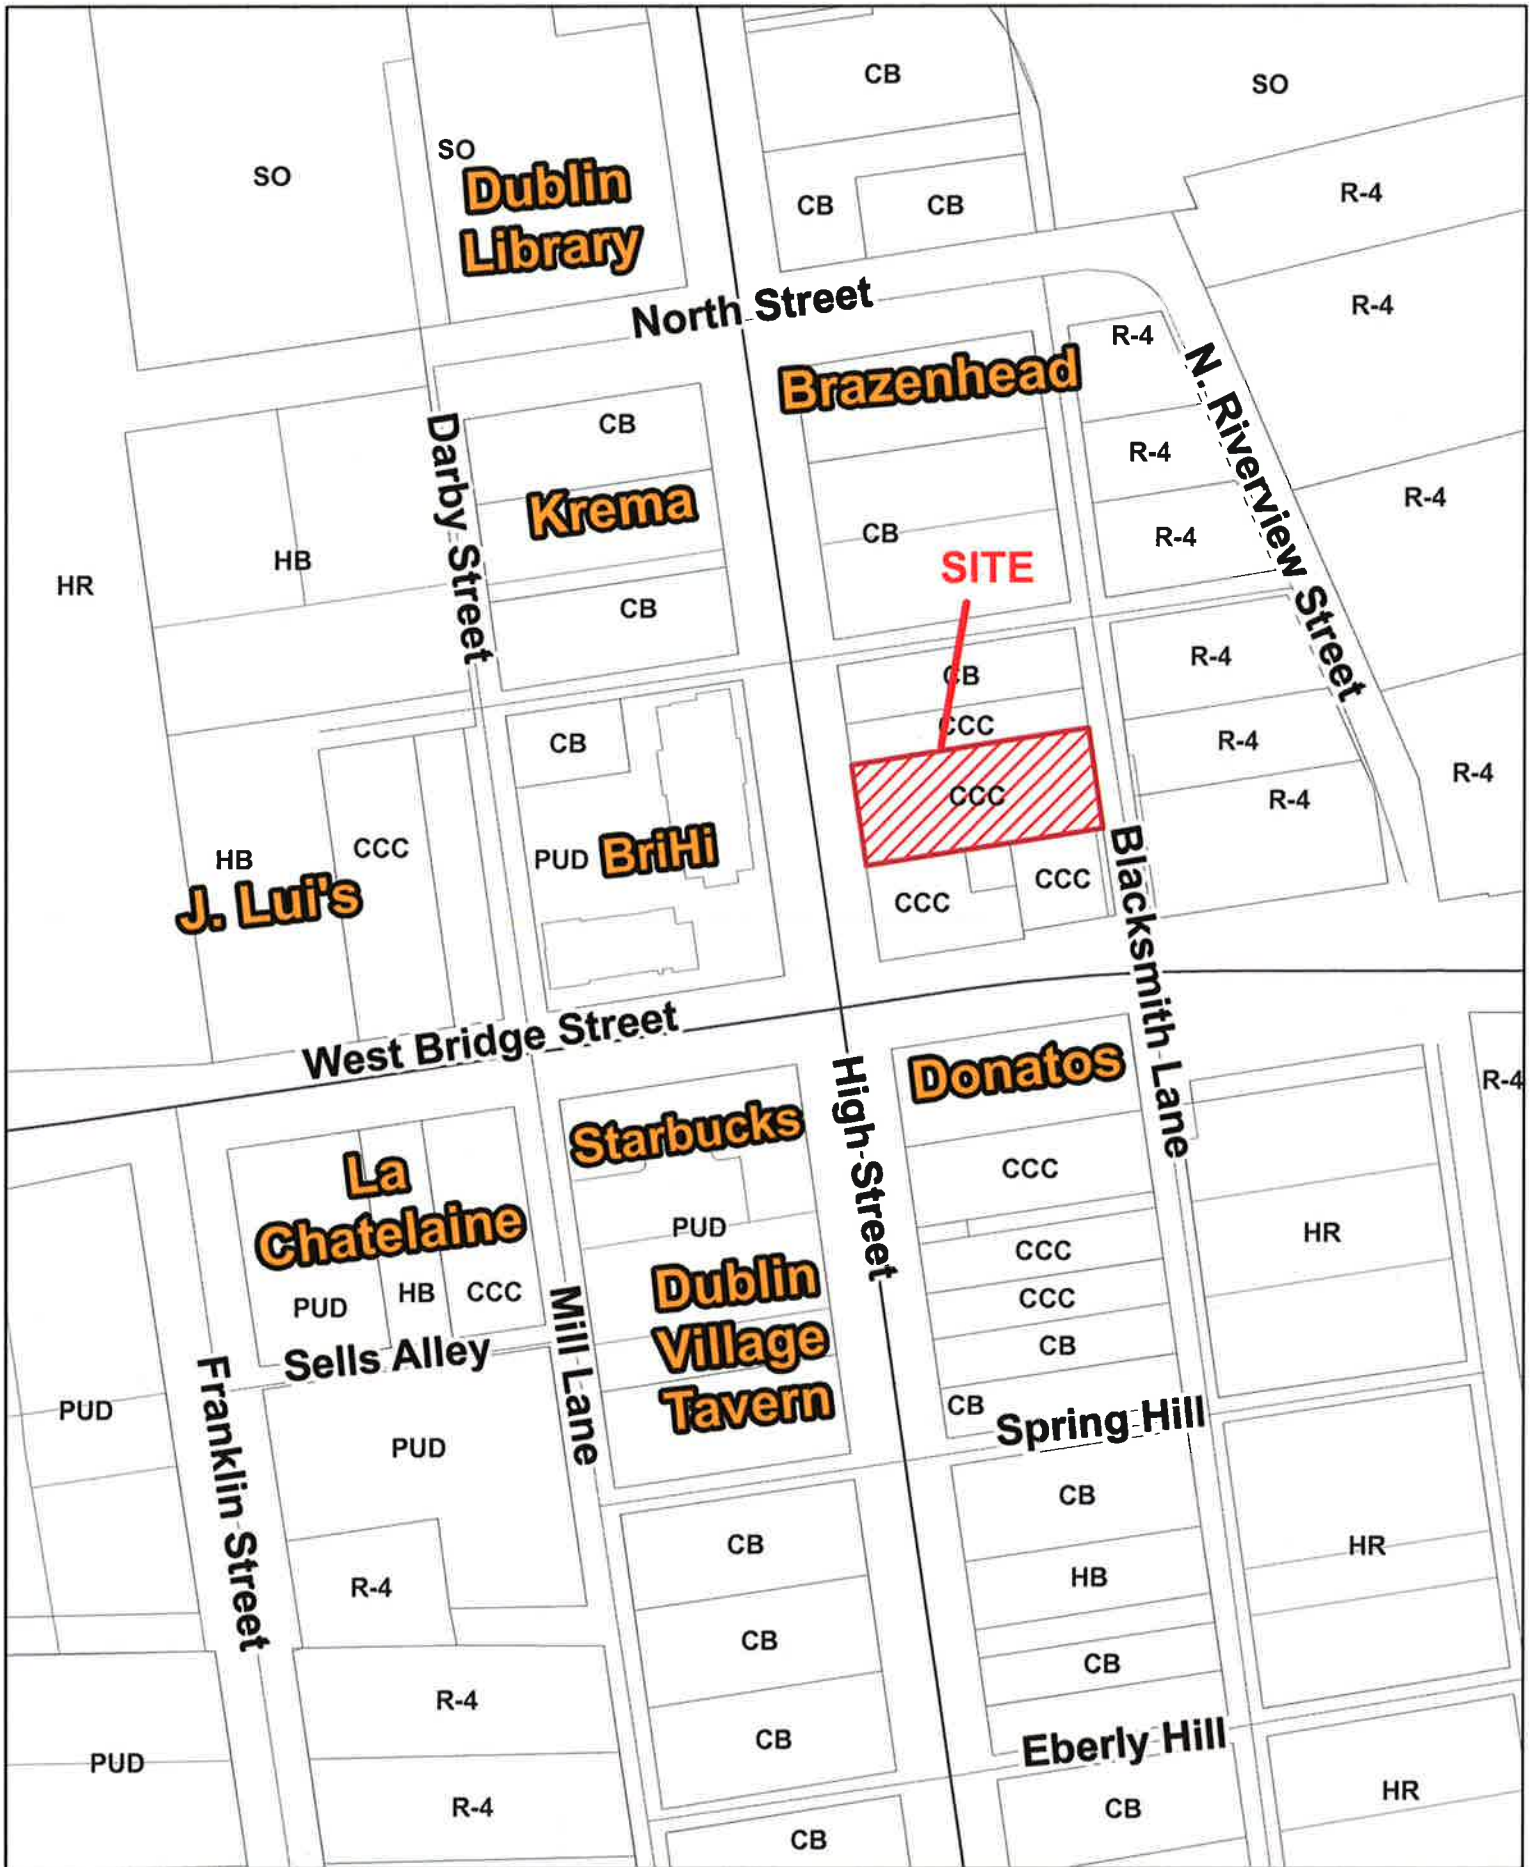 CB
SO
SO
SO
Dublin
Library
CB
CB
R-4
North Street
R-4
R-4
Brazenhead
N. Riverview Street
Darby Street
CB
Krema
CB
R-4
R-4
R-4
HR
HB
SITE
CB
R-4
CB
CCC
CB
R-4
R-4
R-4
CCC
HB
J. Lui's
CCC
PUD
BriHi
CCC
CCC
Blacksmith Lane
West Bridge Street
High Street
Donatos
R-4
Starbucks
La
Chatelaine
CCC
PUD
HR
CCC
Dublin
Village
Tavern
PUD
HB
CCC
CCC
Mill Lane
Sells Alley
CB
Franklin Street
PUD
CB
Spring Hill
PUD
CB
CB
HR
HB
R-4
CB
CB
R-4
CB
Eberly Hill
PUD
HR
R-4
CB
CB